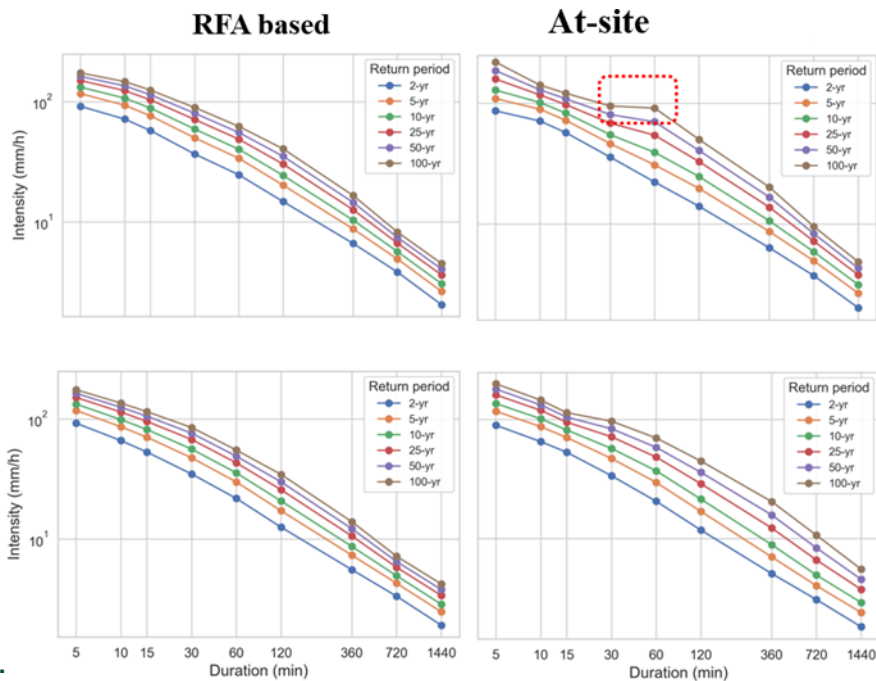 RFA based
At-site
Intensity (mm/h)
10²
10¹
Return period
2-yr
5-yr
10-yr
25-yr
50-yr
100-yr
10²
10¹
Return period
2-yr
5-yr
10-yr
25-yr
50-yr
100-yr
Intensity (mm/h)
10²
10¹
Return period
2-yr
5-yr
10-yr
25-yr
50-yr
100-yr
5 10 15 30 60 120 360 720 1440
Duration (min)
10²
10¹
Return period
2-yr
5-yr
10-yr
25-yr
50-yr
100-yr
5 10 15 30 60 120 360 720 1440
Duration (min)